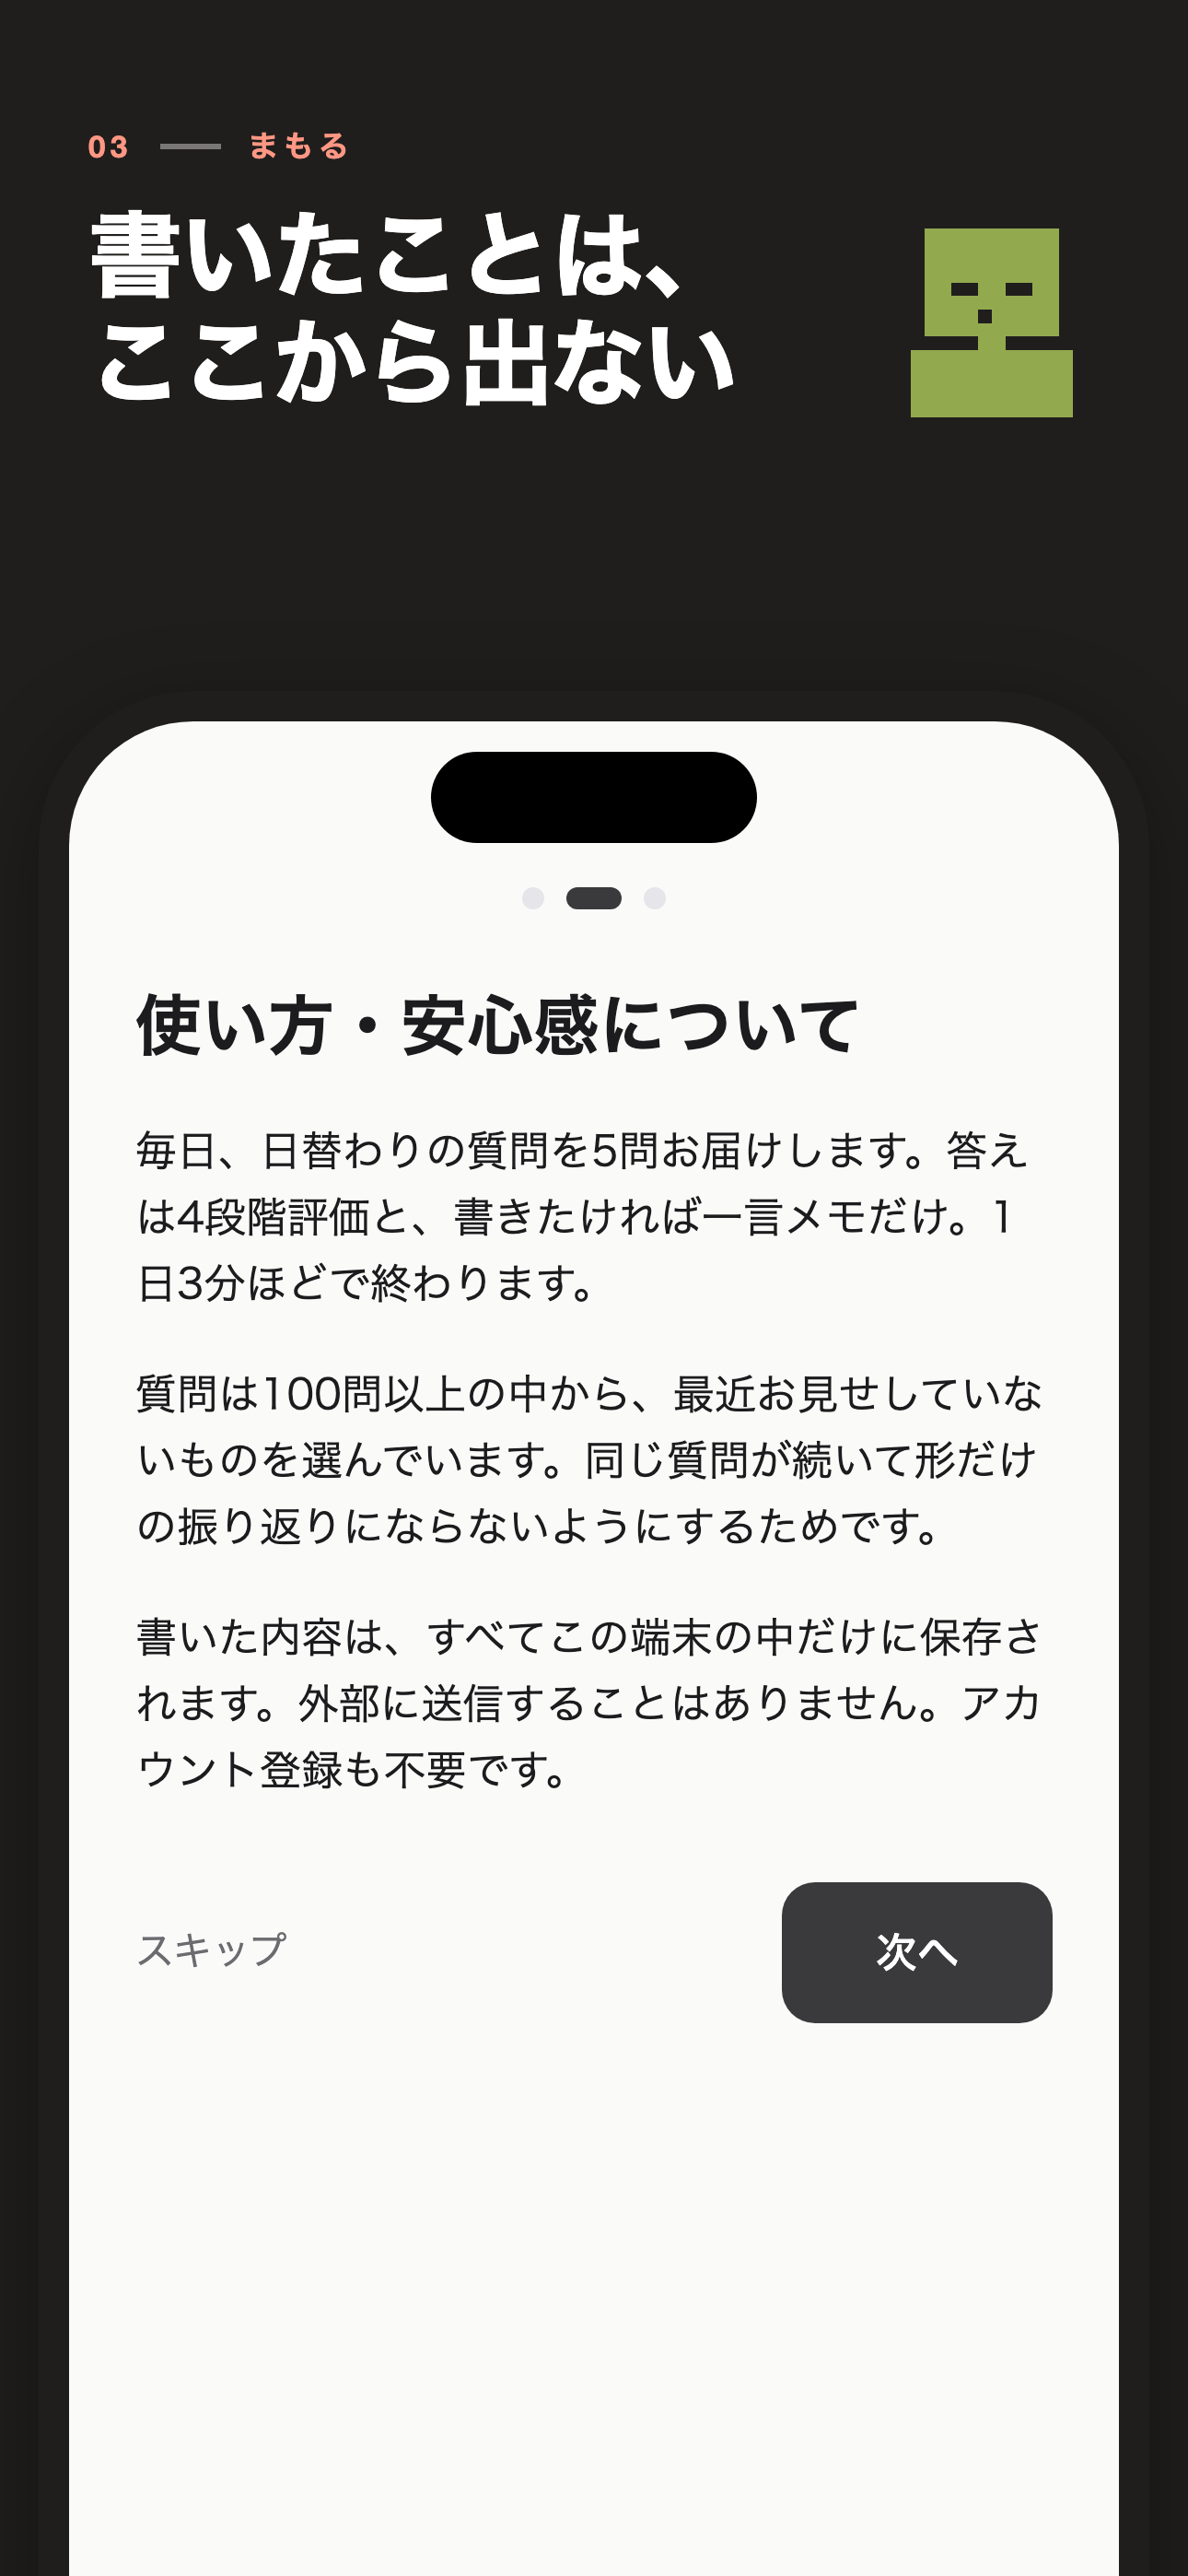 03 — まもる
書いたことは、
ここから出ない
使い方・安心感について
毎日、日替わりの質問を5問お届けします。答え
は4段階評価と、書きたければ一言メモだけ。1
日3分ほどで終わります。
質問は100問以上の中から、最近お見せしていな
いものを選んでいます。同じ質問が続いて形だけ
の振り返りにならないようにするためです。
書いた内容は、すべてこの端末の中だけに保存さ
れます。外部に送信することはありません。アカ
ウント登録も不要です。
スキップ
次へ